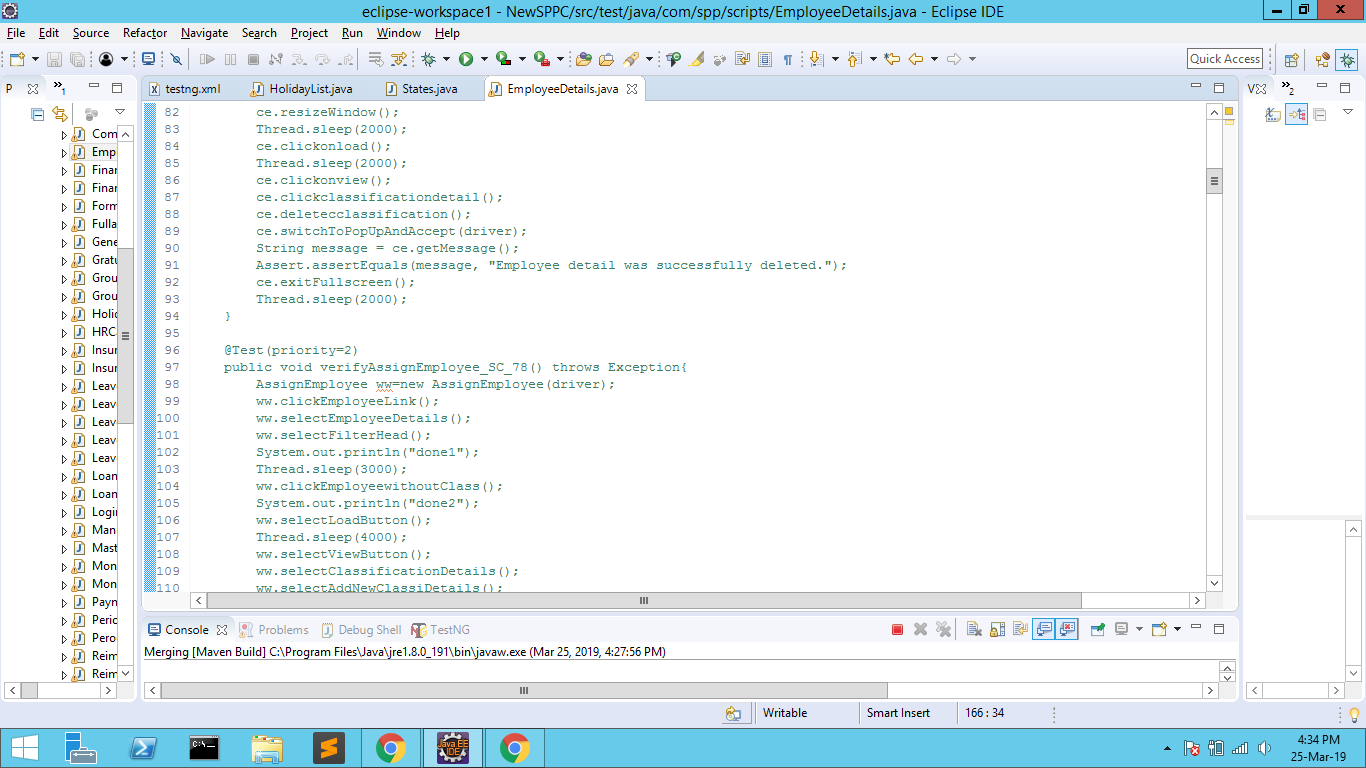 eclipse-workspace1 - NewSPPC/src/test/java/com/spp/scripts/EmployeeDetails.java - Eclipse IDE
File Edit Source Refactor Navigate Search Project Run Window Help
Quick Access
P
1
testng.xml HolidayList.java States.java EmployeeDetails.java
V
2
Com
Emp
Finar
Finar
Form
Fulla
Gene
Gratu
Grou
Grou
Holid
HRC
Insur
Insur
Leav
Leav
Leav
Leav
Leav
Loan
Loan
Logi
Man
Mast
Mon
Mon
Payn
Peric
Pero
Reim
Reim
82 ce.resizeWindow();
83 Thread.sleep(2000);
84 ce.clickonload();
85 Thread.sleep(2000);
86 ce.clickonview();
87 ce.clickclassificationdetail();
88 ce.deletecclassification();
89 ce.switchToPopUpAndAccept(driver);
90 String message = ce.getMessage();
91 Assert.assertEquals(message, "Employee detail was successfully deleted.");
92 ce.exitFullscreen();
93 Thread.sleep(2000);
94 }
95
96 @Test(priority=2)
97 public void verifyAssignEmployee_SC_78() throws Exception{
98 AssignEmployee ww=new AssignEmployee(driver);
99 ww.clickEmployeeLink();
100 ww.selectEmployeeDetails();
101 ww.selectFilterHead();
102 System.out.println("done1");
103 Thread.sleep(3000);
104 ww.clickEmployeewithoutClass();
105 System.out.println("done2");
106 ww.selectLoadButton();
107 Thread.sleep(4000);
108 ww.selectViewButton();
109 ww.selectClassificationDetails();
110 ww.selectAddNewClassiDetails();
Console Problems Debug Shell TestNG
Merging [Maven Build] C:\Program Files\Java\jre1.8.0_191\bin\javaw.exe (Mar 25, 2019, 4:27:56 PM)
Writable Smart Insert 166 : 34
Java EE
IDE
4:34 PM
25-Mar-19